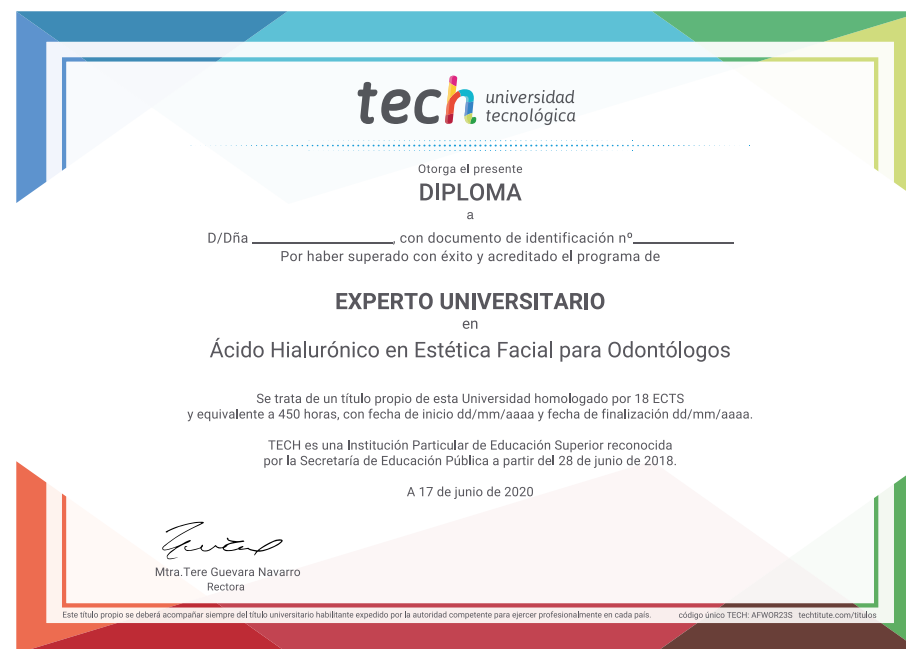 tech universidad
tecnológica
Otorga el presente
DIPLOMA
a
D/Dña ____________________, con documento de identificación nº______________
Por haber superado con éxito y acreditado el programa de
EXPERTO UNIVERSITARIO
en
Ácido Hialurónico en Estética Facial para Odontólogos
Se trata de un título propio de esta Universidad homologado por 18 ECTS
y equivalente a 450 horas, con fecha de inicio dd/mm/aaaa y fecha de finalización dd/mm/aaaa.
TECH es una Institución Particular de Educación Superior reconocida
por la Secretaría de Educación Pública a partir del 28 de junio de 2018.
A 17 de junio de 2020
Mtra.Tere Guevara Navarro
Rectora
Este título propio se deberá acompañar siempre del título universitario habilitante expedido por la autoridad competente para ejercer profesionalmente en cada país. código único TECH: AFWOR23S techtitute.com/titulos